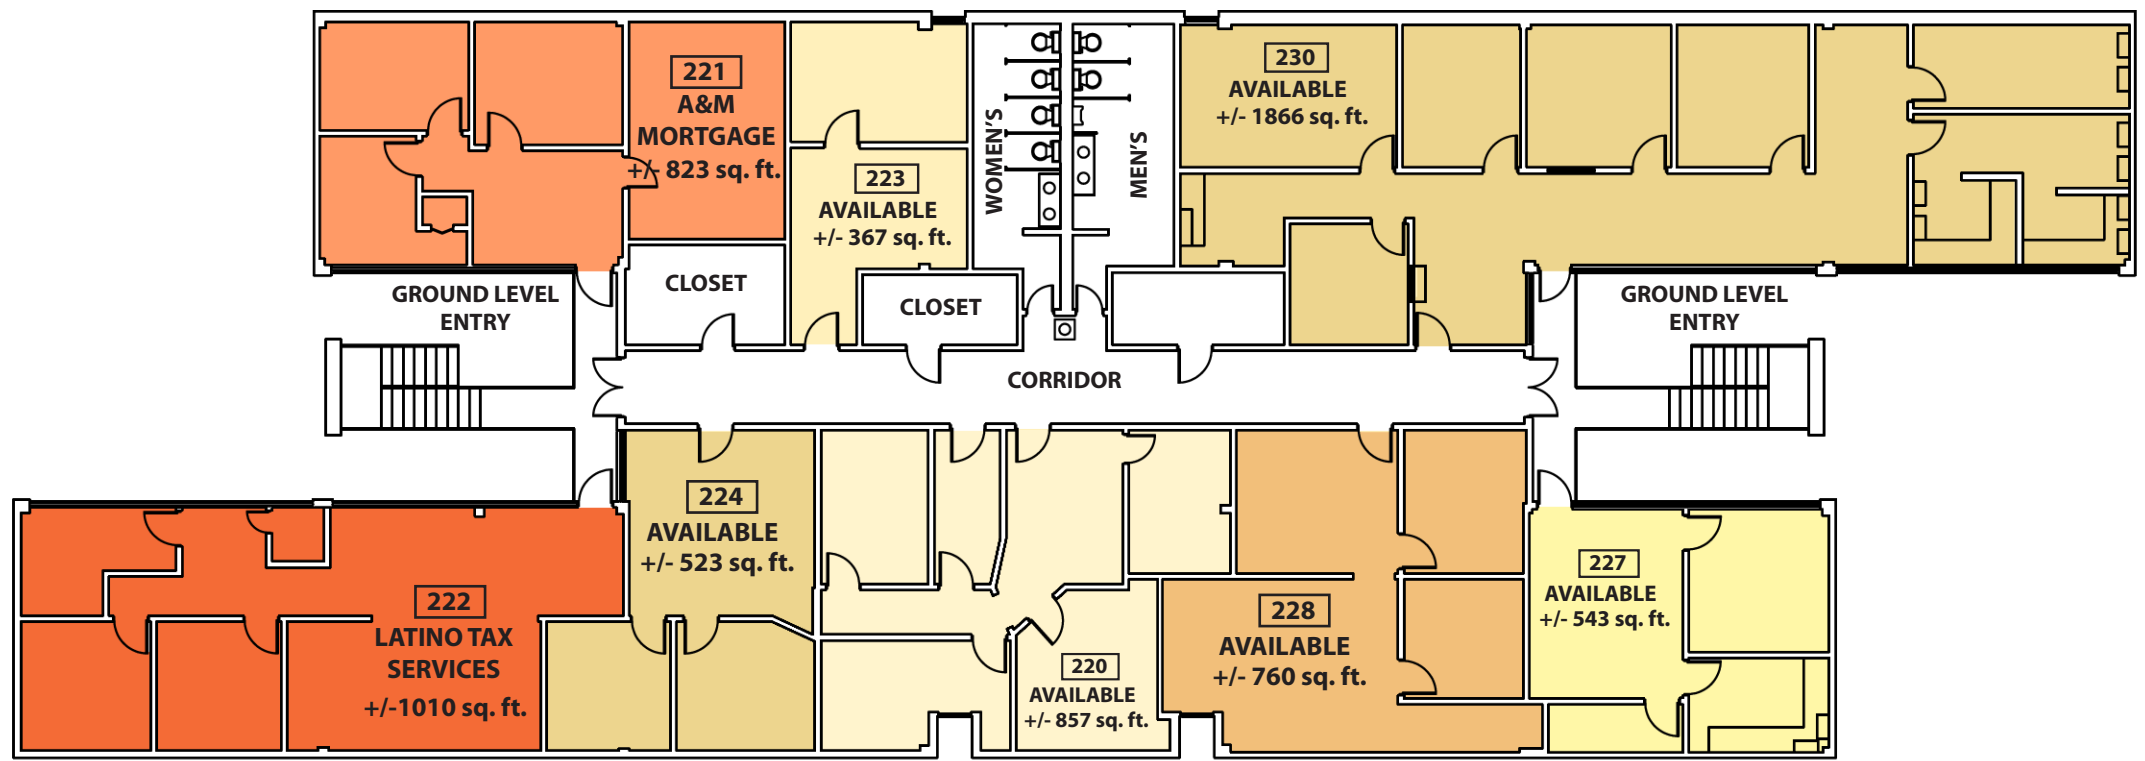 221
A&M
MORTGAGE
+/- 823 sq. ft.
223
AVAILABLE
+/- 367 sq. ft.
WOMEN'S
MEN'S
230
AVAILABLE
+/- 1866 sq. ft.
GROUND LEVEL
ENTRY
CLOSET
CLOSET
GROUND LEVEL
ENTRY
CORRIDOR
224
AVAILABLE
+/- 523 sq. ft.
222
LATINO TAX
SERVICES
+/-1010 sq. ft.
220
AVAILABLE
+/- 857 sq. ft.
228
AVAILABLE
+/- 760 sq. ft.
227
AVAILABLE
+/- 543 sq. ft.